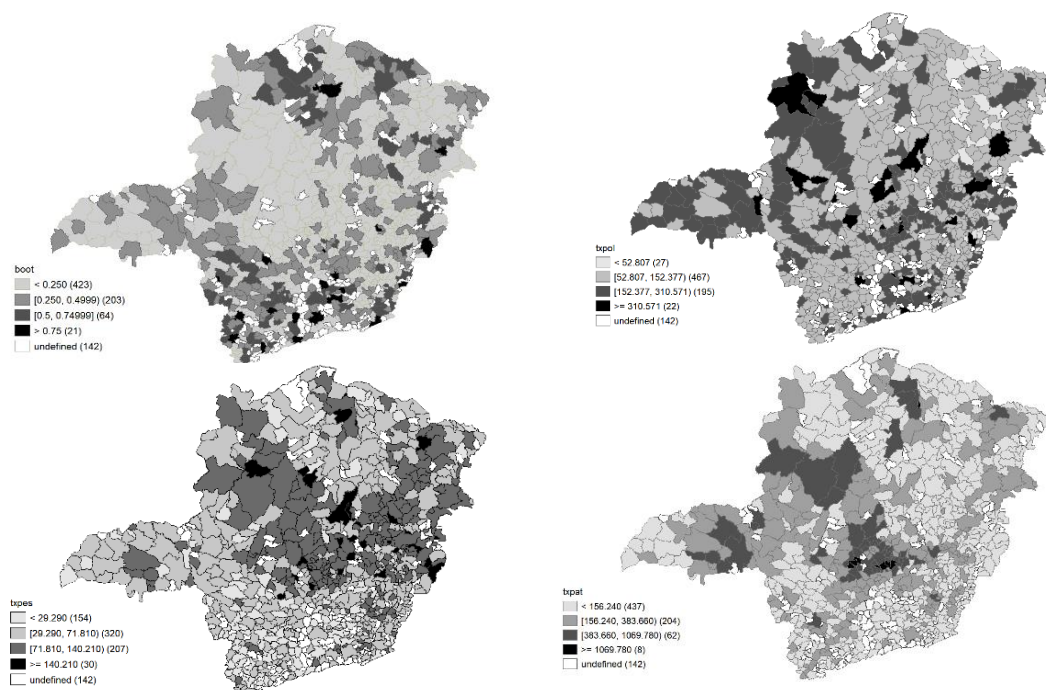 boot
< 0.250 (423)
[0.250, 0.4999) (203)
[0.5, 0.74999] (64)
> 0.75 (21)
undefined (142)
txpol
< 52.807 (27)
[52.807, 152.377) (467)
[152.377, 310.571) (195)
>= 310.571 (22)
undefined (142)
txpes
< 29.290 (154)
[29.290, 71.810) (320)
[71.810, 140.210) (207)
>= 140.210 (30)
undefined (142)
txpat
< 156.240 (437)
[156.240, 383.660) (204)
[383.660, 1069.780) (62)
>= 1069.780 (8)
undefined (142)